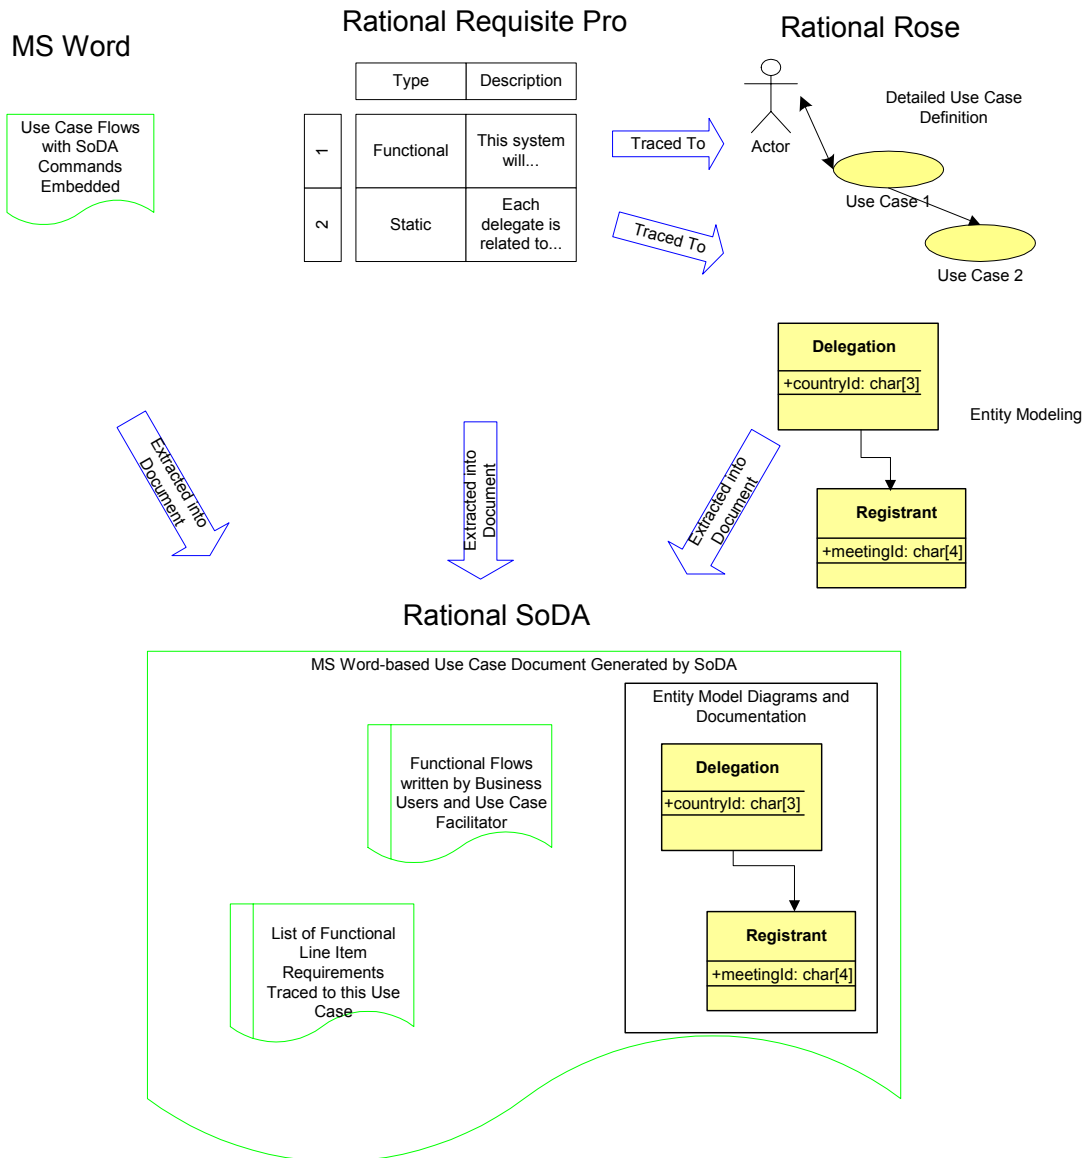 MS Word
Rational Requisite Pro
Rational Rose
Use Case Flows
with SoDA
Commands
Embedded
Type
Description
1
Functional
This system
will...
2
Static
Each
delegate is
related to...
Traced To
Traced To
Actor
Detailed Use Case
Definition
Use Case 1
Use Case 2
Delegation
+countryId: char[3]
Entity Modeling
Registrant
+meetingId: char[4]
Extracted into
Document
Extracted into
Document
Extracted into
Document
Rational SoDA
MS Word-based Use Case Document Generated by SoDA
Functional Flows
written by Business
Users and Use Case
Facilitator
List of Functional
Line Item
Requirements
Traced to this Use
Case
Entity Model Diagrams and
Documentation
Delegation
+countryId: char[3]
Registrant
+meetingId: char[4]